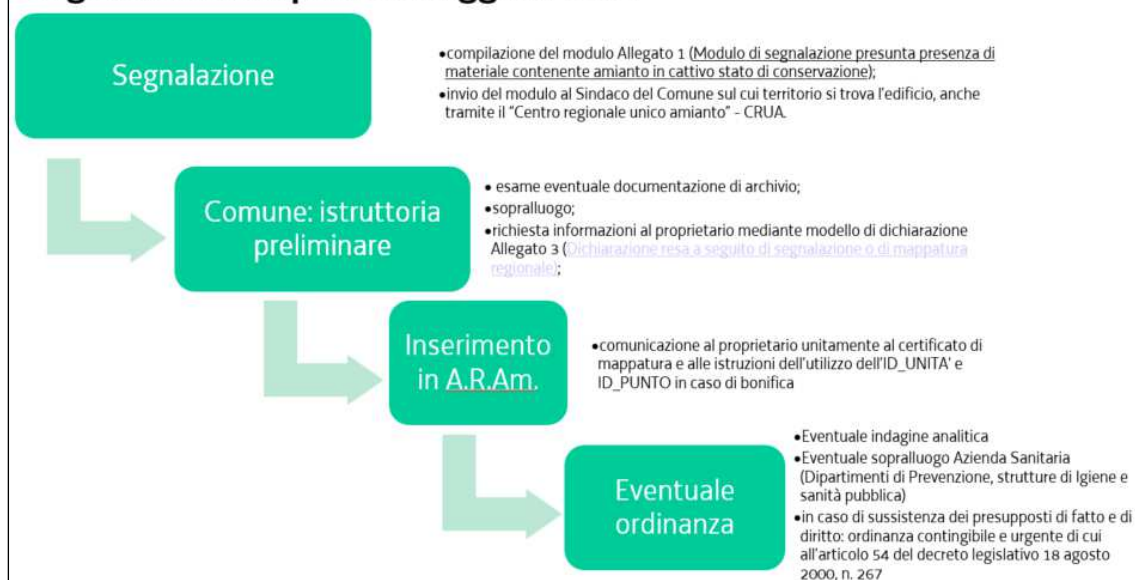 Segnalazione
•compilazione del modulo Allegato 1 (Modulo di segnalazione presunta presenza di
materiale contenente amianto in cattivo stato di conservazione);
•invio del modulo al Sindaco del Comune sul cui territorio si trova l'edificio, anche
tramite il “Centro regionale unico amianto” - CRUA.
Comune: istruttoria
preliminare
• esame eventuale documentazione di archivio;
•sopralluogo;
•richiesta informazioni al proprietario mediante modello di dichiarazione
Allegato 3 (Dichiarazione resa a seguito di segnalazione o di mappatura
regionale);
Inserimento
in A.R.Am.
•comunicazione al proprietario unitamente al certificato di
mappatura e alle istruzioni dell'utilizzo dell'ID_UNITA' e
ID_PUNTO in caso di bonifica
Eventuale
ordinanza
•Eventuale indagine analitica
•Eventuale sopralluogo Azienda Sanitaria
(Dipartimenti di Prevenzione, strutture di Igiene e
sanità pubblica)
•in caso di sussistenza dei presupposti di fatto e di
diritto: ordinanza contingibile e urgente di cui
all'articolo 54 del decreto legislativo 18 agosto
2000, n. 267